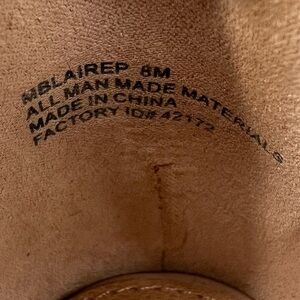 MBLAIREP 8M
ALL MAN MADE MATERIALS
MADE IN CHINA
FACTORY ID# 42172